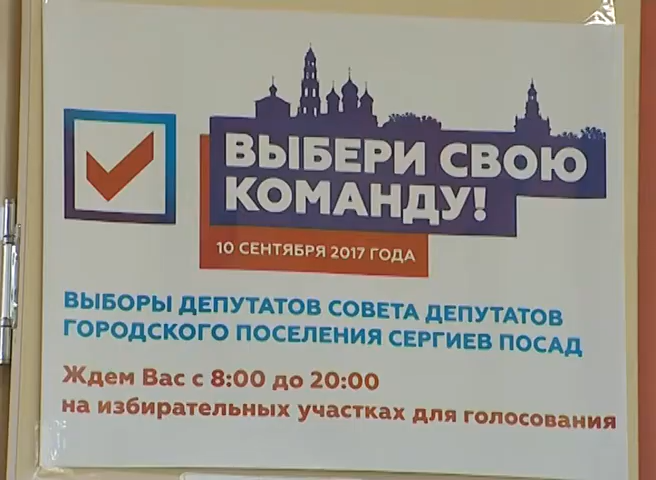 ВЫБЕРИ СВОЮ
КОМАНДУ!
10 СЕНТЯБРЯ 2017 ГОДА
ВЫБОРЫ ДЕПУТАТОВ СОВЕТА ДЕПУТАТОВ
ГОРОДСКОГО ПОСЕЛЕНИЯ СЕРГИЕВ ПОСАД
Ждем Вас с 8:00 до 20:00
на избирательных участках для голосования